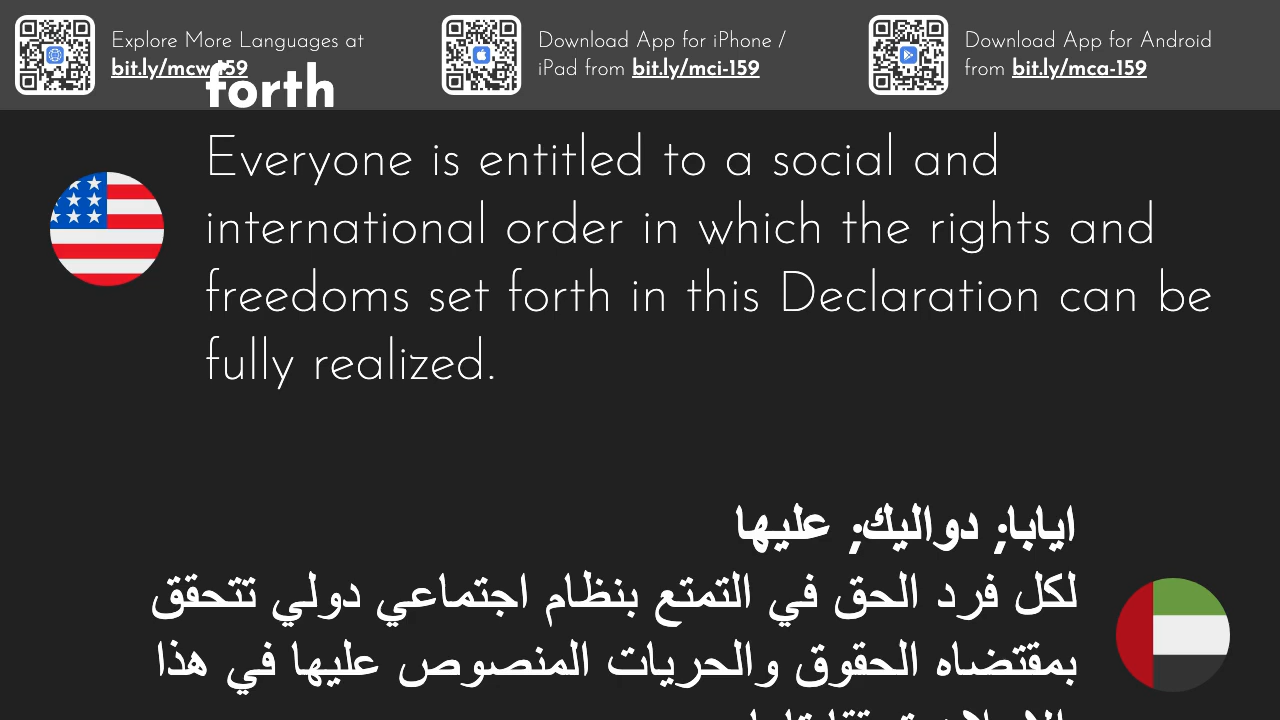 Explore More Languages at
bit.ly/mcwd59
Download App for iPhone /
iPad from bit.ly/mci-159
Download App for Android
from bit.ly/mca-159
forth
Everyone is entitled to a social and
international order in which the rights and
freedoms set forth in this Declaration can be
fully realized.
ايابا; دواليك; عليها
لكل فرد الحق في التمتع بنظام اجتماعي دولي تتحقق
بمقتضاه الحقوق والحريات المنصوص عليها في هذا